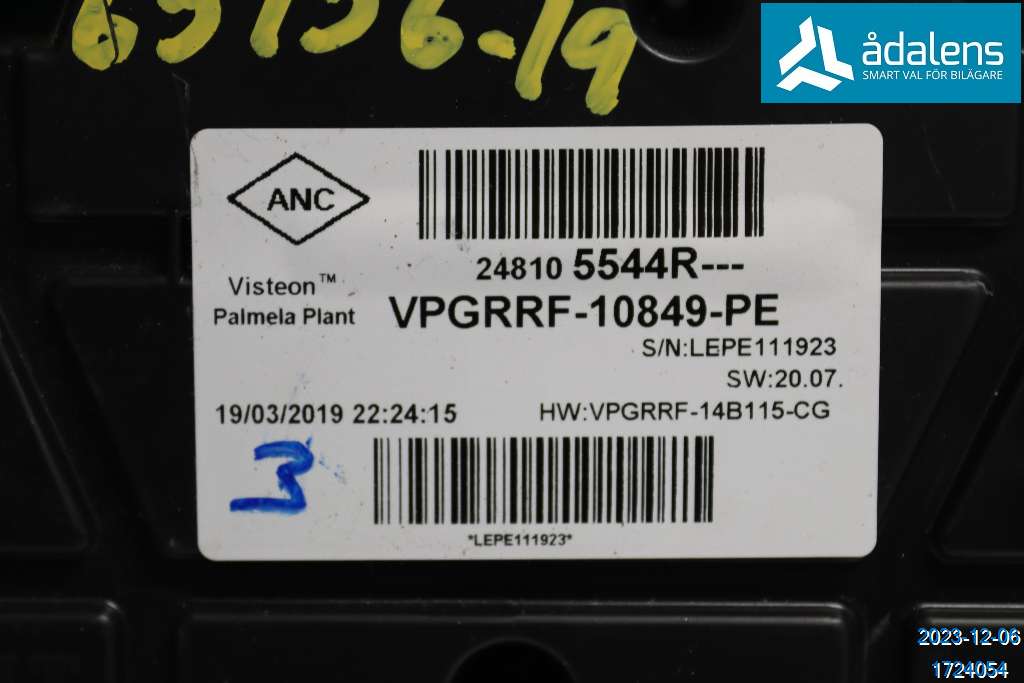 65156-19
ådalens
SMART VAL FÖR BILÄGARE
ANC
24810 5544R---
Visteon™
Palmela Plant
VPGRRF-10849-PE
S/N:LEPE111923
SW:20.07.
19/03/2019 22:24:15
HW:VPGRRF-14B115-CG
3
*LEPE111923*
2023-12-06
1724054